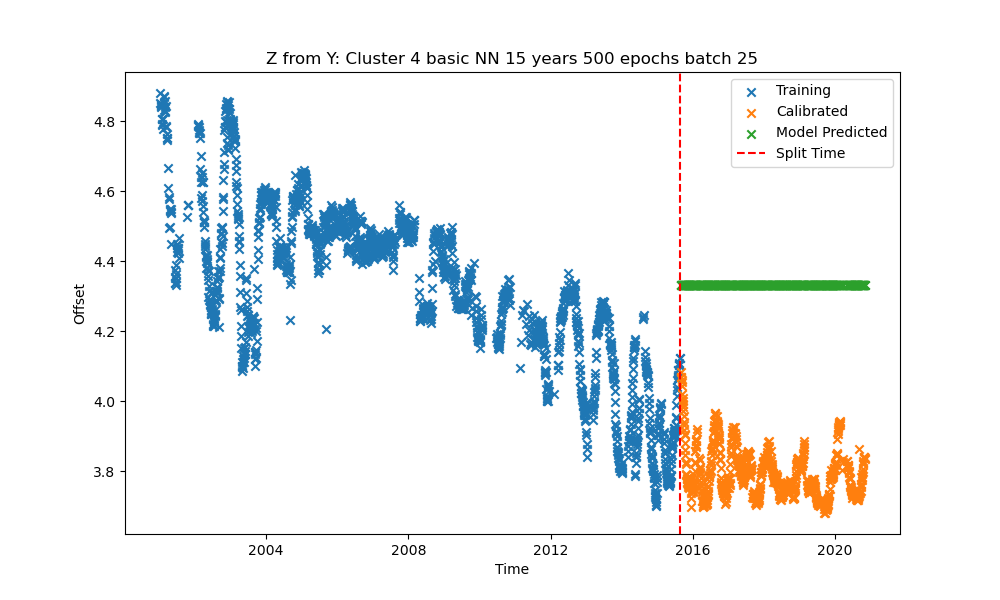 Z from Y: Cluster 4 basic NN 15 years 500 epochs batch 25
Training
Calibrated
Model Predicted
Split Time
Offset
4.8
4.6
4.4
4.2
4.0
3.8
2004
2008
2012
2016
2020
Time